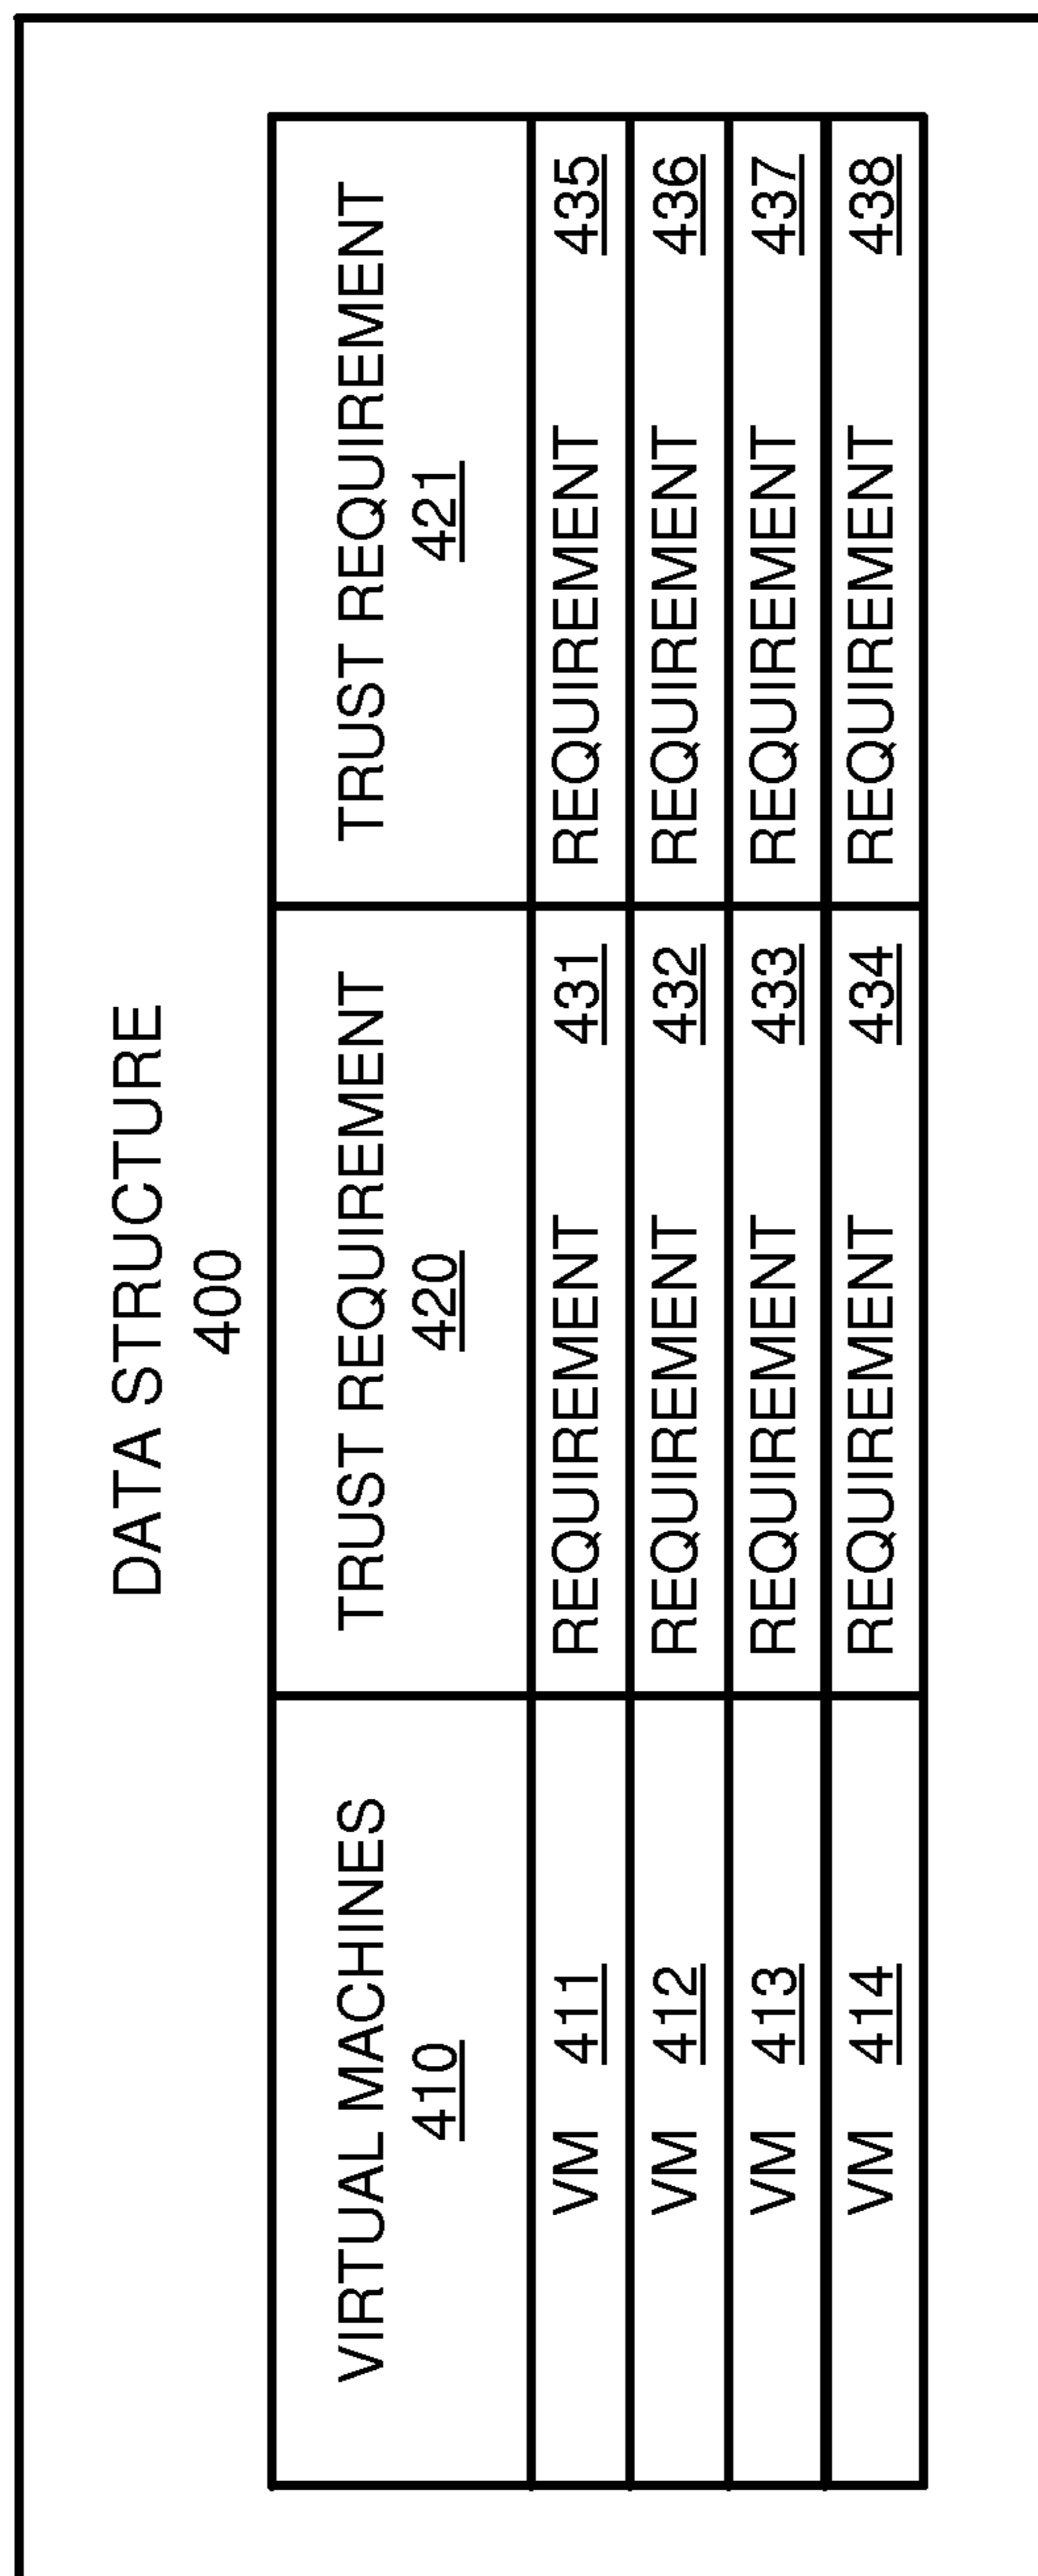 DATA STRUCTURE
400
VIRTUAL MACHINES
410
TRUST REQUIREMENT
420
TRUST REQUIREMENT
421
VM 411
REQUIREMENT 431
REQUIREMENT 435
VM 412
REQUIREMENT 432
REQUIREMENT 436
VM 413
REQUIREMENT 433
REQUIREMENT 437
VM 414
REQUIREMENT 434
REQUIREMENT 438